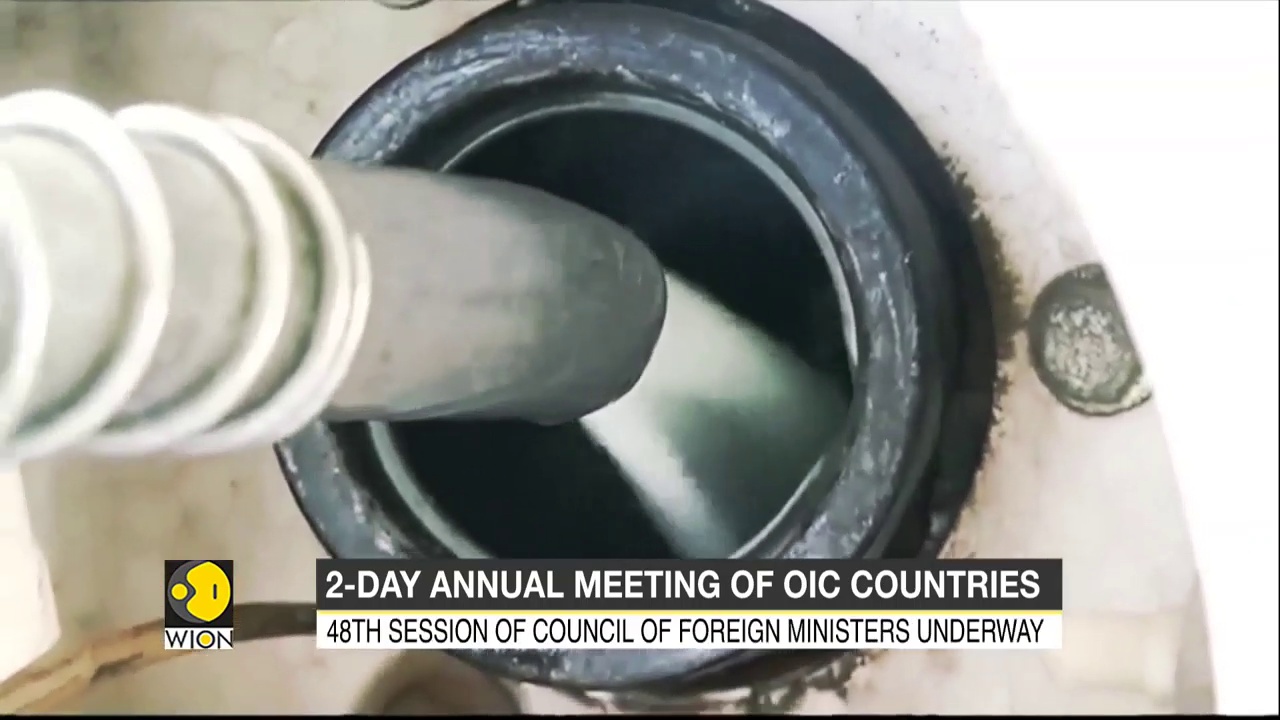 2-DAY ANNUAL MEETING OF OIC COUNTRIES
48TH SESSION OF COUNCIL OF FOREIGN MINISTERS UNDERWAY
WION